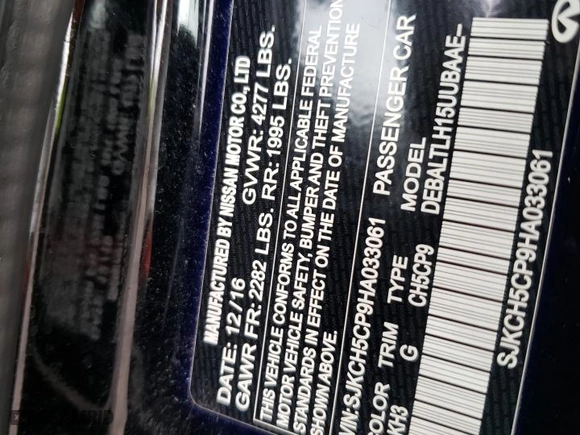 MANUFACTURED BY NISSAN MOTOR CO., LTD
DATE: 12/16 GVWR: 4277 LBS.
GAWR FR: 2282 LBS. RR: 1995 LBS.
THIS VEHICLE CONFORMS TO ALL APPLICABLE FEDERAL
MOTOR VEHICLE SAFETY, BUMPER AND THEFT PREVENTION
STANDARDS IN EFFECT ON THE DATE OF MANUFACTURE
SHOWN ABOVE.
VIN:SJKCH5CP9HA033061 PASSENGER CAR
COLOR TRIM TYPE MODEL
KH3 G CH5CP9 DEBALTLH15UUBAAE--
SJKCH5CP9HA033061